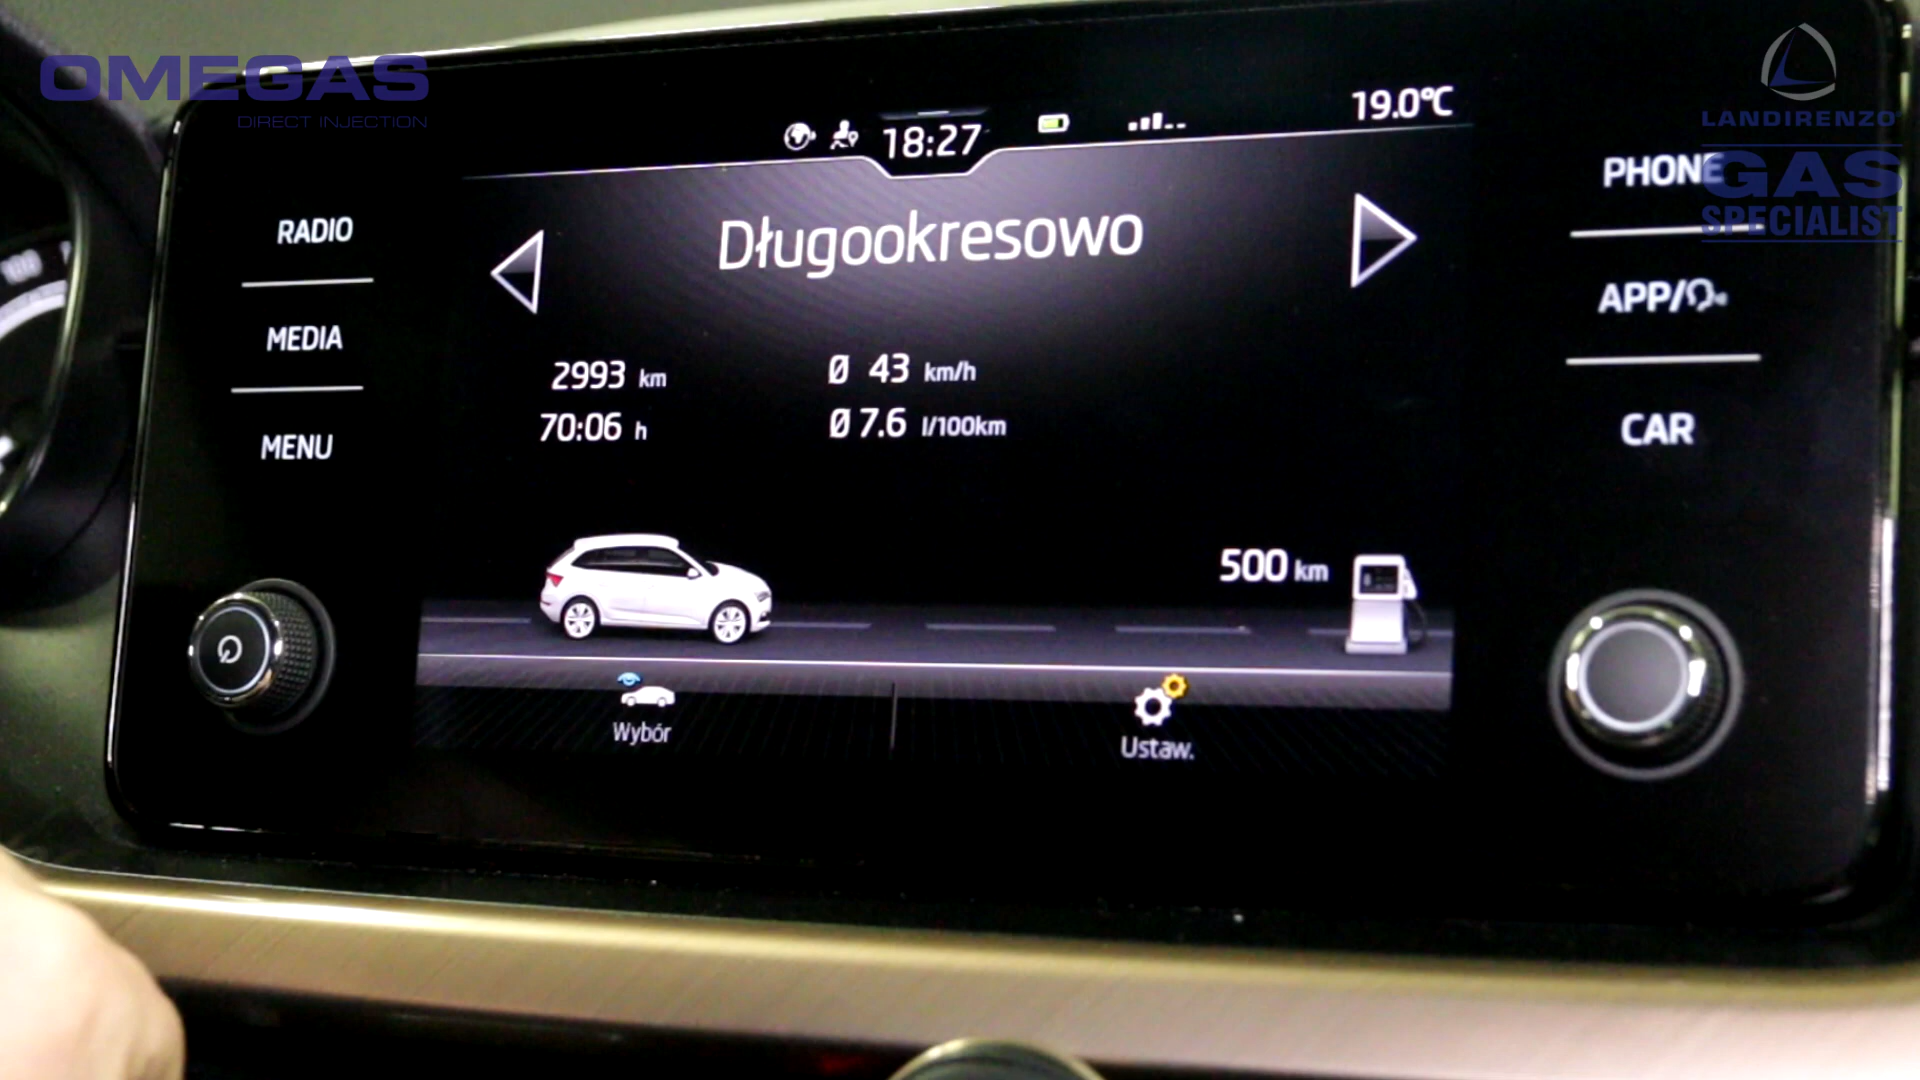 OMEGAS
DIRECT INJECTION
LANDIRENZO
GAS
SPECIALIST
18:27
19.0°C
RADIO
MEDIA
MENU
PHONE
APP/
CAR
Długookresowo
2993 km
Ø 43 km/h
70:06 h
Ø 7.6 l/100km
500 km
Wybór
Ustaw.